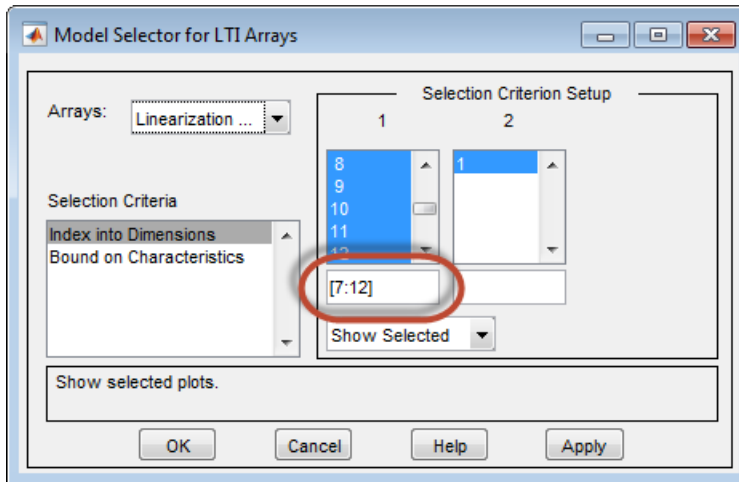 Model Selector for LTI Arrays
Selection Criterion Setup
Arrays:
Linearization ...
1
2
8
9
10
11
12
1
Selection Criteria
Index into Dimensions
Bound on Characteristics
[7:12]
Show Selected
Show selected plots.
OK
Cancel
Help
Apply